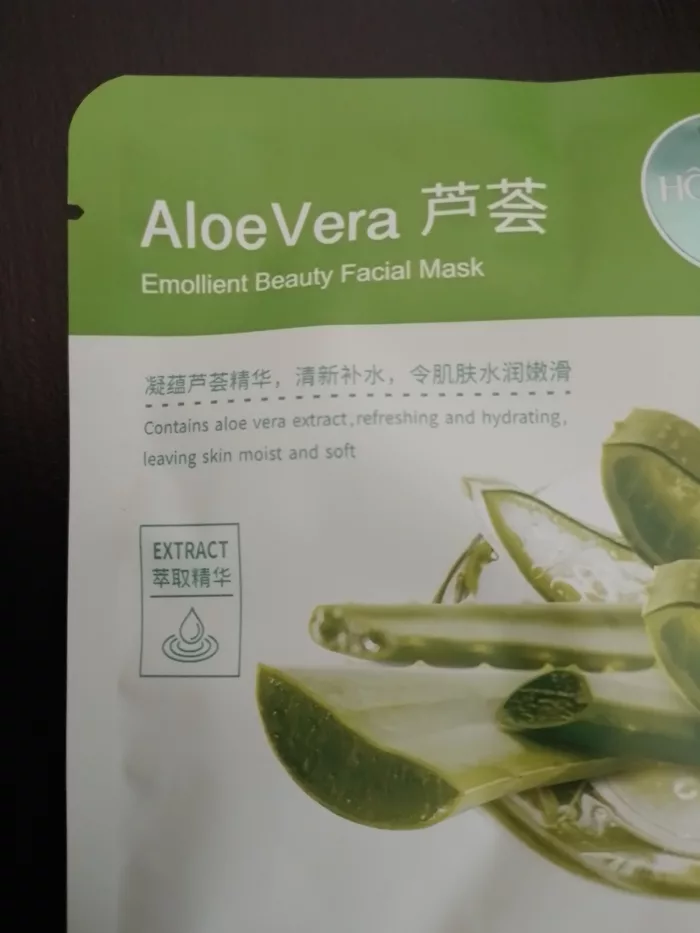 AloeVera 芦荟
Emollient Beauty Facial Mask
凝蕴芦荟精华，清新补水，令肌肤水润嫩滑
Contains aloe vera extract,refreshing and hydrating,
leaving skin moist and soft
EXTRACT
萃取精华